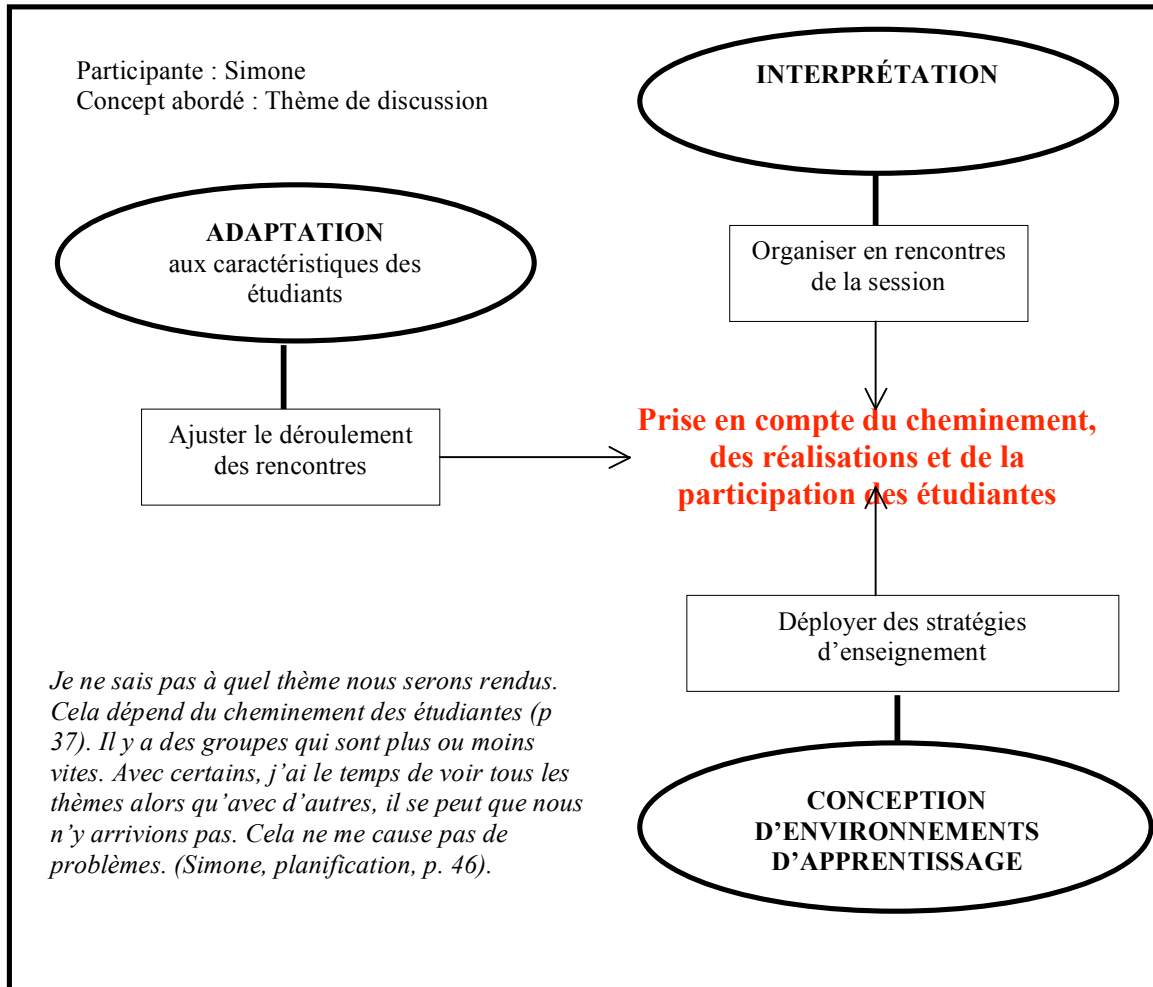 Participante : Simone
Concept abordé : Thème de discussion
INTERPRÉTATION
ADAPTATION
aux caractéristiques des
étudiants
Organiser en rencontres
de la session
Ajuster le déroulement
des rencontres
Prise en compte du cheminement,
des réalisations et de la
participation des étudiantes
Déployer des stratégies
d’enseignement
Je ne sais pas à quel thème nous serons rendus.
Cela dépend du cheminement des étudiantes (p
37). Il y a des groupes qui sont plus ou moins
vites. Avec certains, j’ai le temps de voir tous les
thèmes alors qu’avec d’autres, il se peut que nous
n’y arrivions pas. Cela ne me cause pas de
problèmes. (Simone, planification, p. 46).
CONCEPTION
D’ENVIRONNEMENTS
D’APPRENTISSAGE